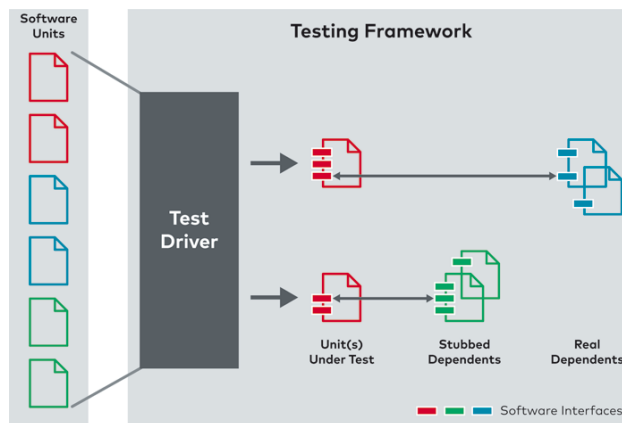 Software
Units
Testing Framework
Test
Driver
Unit(s)
Under Test
Stubbed
Dependents
Real
Dependents
Software Interfaces